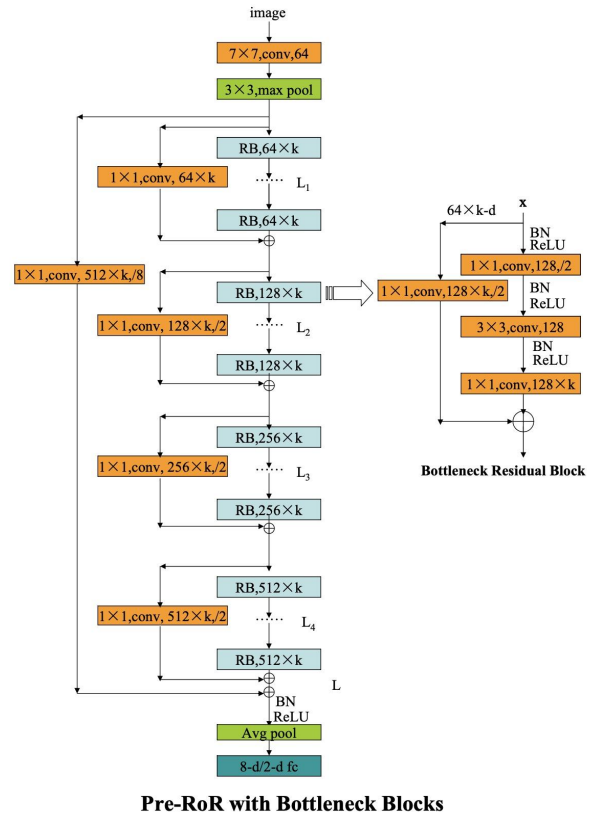 image
7×7,conv,64
3×3,max pool
RB,64×k
1×1,conv, 64×k
...... L₁
RB,64×k
1×1,conv, 512×k,/8
RB,128×k
1×1,conv, 128×k,/2
...... L₂
RB,128×k
RB,256×k
1×1,conv, 256×k,/2
...... L₃
RB,256×k
RB,512×k
1×1,conv, 512×k,/2
...... L₄
RB,512×k
L
BN
ReLU
Avg pool
8-d/2-d fc
x
64×k-d
BN
ReLU
1×1,conv,128,/2
1×1,conv,128×k,/2
BN
ReLU
3×3,conv,128
BN
ReLU
1×1,conv,128×k
Bottleneck Residual Block
Pre-RoR with Bottleneck Blocks